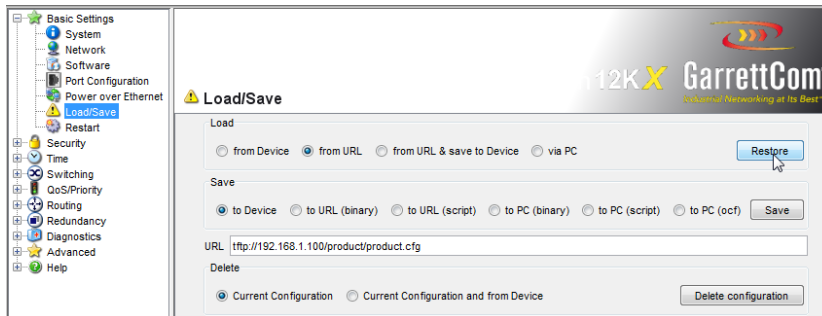 Basic Settings
System
Network
Software
Port Configuration
Power over Ethernet
Load/Save
Restart
Security
Time
Switching
QoS/Priority
Routing
Redundancy
Diagnostics
Advanced
Help
12KX GarrettCom
Industrial Networking at Its Best
Load/Save
Load
from Device from URL from URL & save to Device via PC Restore
Save
to Device to URL (binary) to URL (script) to PC (binary) to PC (script) to PC (ocf) Save
URL tftp://192.168.1.100/product/product.cfg
Delete
Current Configuration Current Configuration and from Device Delete configuration